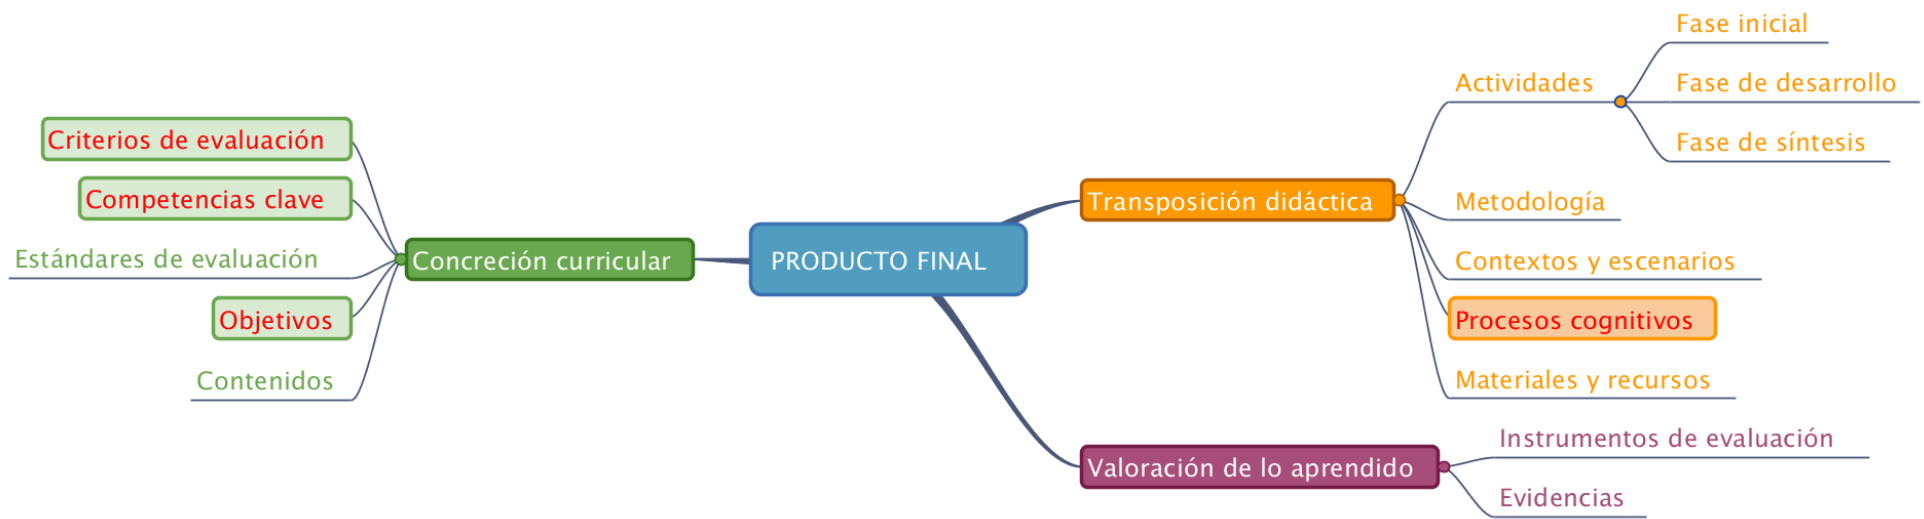 Criterios de evaluación
Competencias clave
Estándares de evaluación
Objetivos
Contenidos
Concreción curricular
PRODUCTO FINAL
Transposición didáctica
Actividades
Fase inicial
Fase de desarrollo
Fase de síntesis
Metodología
Contextos y escenarios
Procesos cognitivos
Materiales y recursos
Valoración de lo aprendido
Instrumentos de evaluación
Evidencias